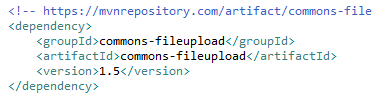 <!-- https://mvnrepository.com/artifact/commons-file
<dependency>
    <groupId>commons-fileupload</groupId>
    <artifactId>commons-fileupload</artifactId>
    <version>1.5</version>
</dependency>